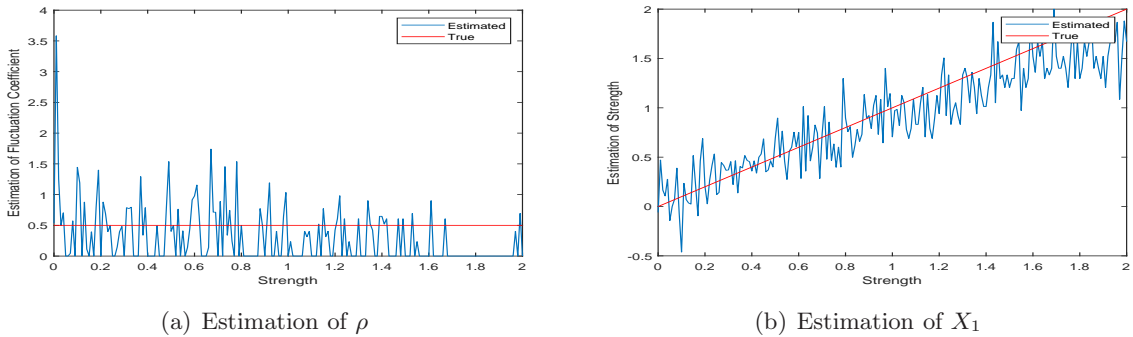 Estimation of Fluctuation Coefficient
4
3.5
3
2.5
2
1.5
1
0.5
0
0 0.2 0.4 0.6 0.8 1 1.2 1.4 1.6 1.8 2
Strength
Estimated
True
(a) Estimation of ρ
Estimation of Strength
2
1.5
1
0.5
0
-0.5
0 0.2 0.4 0.6 0.8 1 1.2 1.4 1.6 1.8 2
Strength
Estimated
True
(b) Estimation of X₁